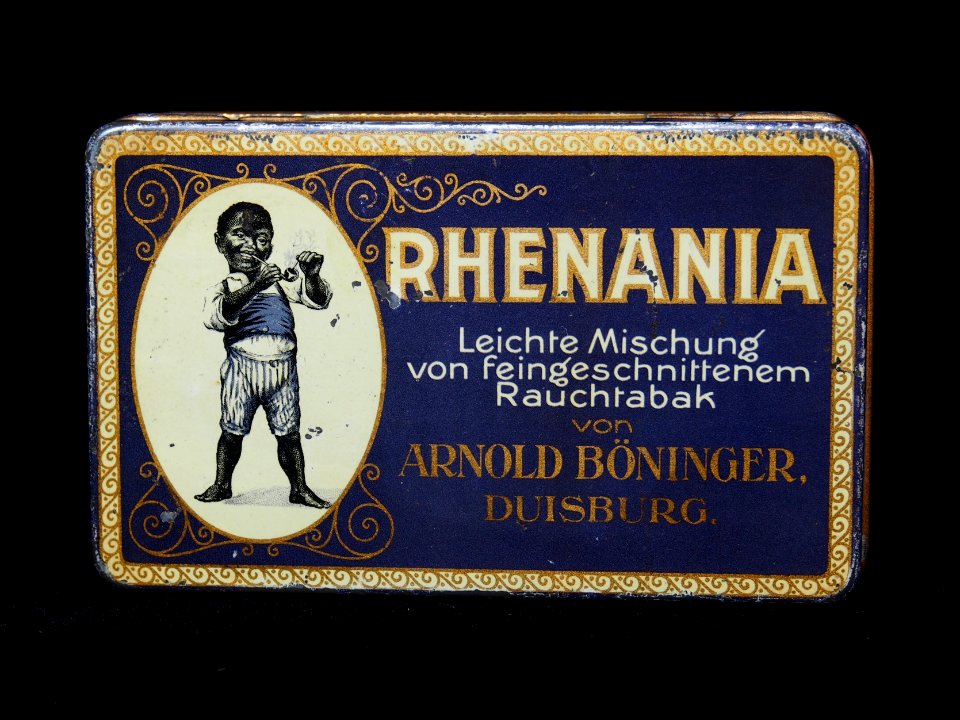 RHENANIA
Leichte Mischung
von feingeschnittenem
Rauchtabak
von
ARNOLD BÖNINGER,
DUISBURG.